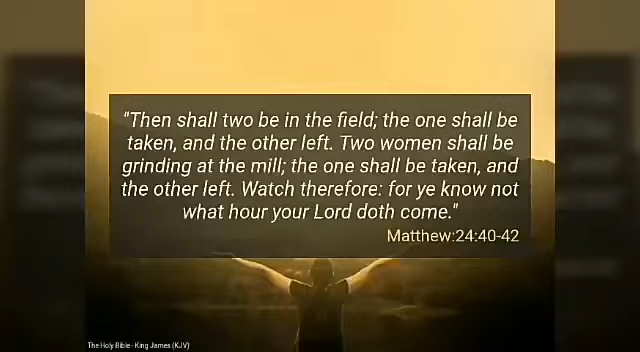 "Then shall two be in the field; the one shall be
taken, and the other left. Two women shall be
grinding at the mill; the one shall be taken, and
the other left. Watch therefore: for ye know not
what hour your Lord doth come."
Matthew:24:40-42
The Holy Bible - King James (KJV)